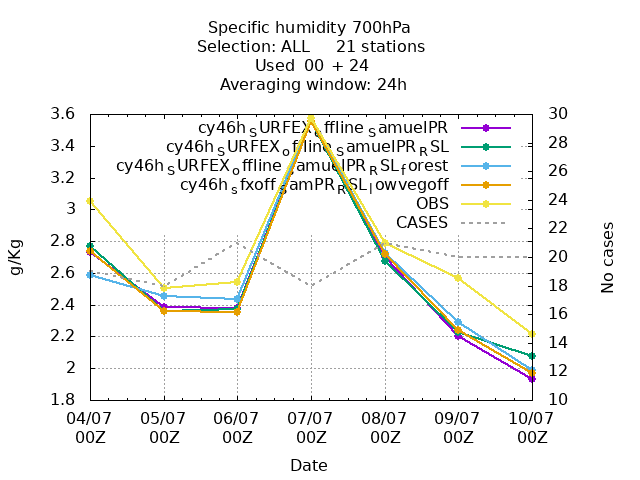 Specific humidity 700hPa
Selection: ALL 21 stations
Used 00 + 24
Averaging window: 24h
3.6 30
cy46h_SURFEX_offline_SamuelPR
3.4 28
cy46h_SURFEX_offline_SamuelPR_RSL
cy46h_SURFEX_offline_SamuelPR_RSL_forest
3.2 26
cy46h_sfxoff_SamPR_RSL_lowvegoff
3 24
OBS
CASES
2.8 22
2.6 20
2.4 18
2.2 16
2 14
1.8 12
10
g/Kg
No cases
04/07 05/07 06/07 07/07 08/07 09/07 10/07
00Z 00Z 00Z 00Z 00Z 00Z 00Z
Date